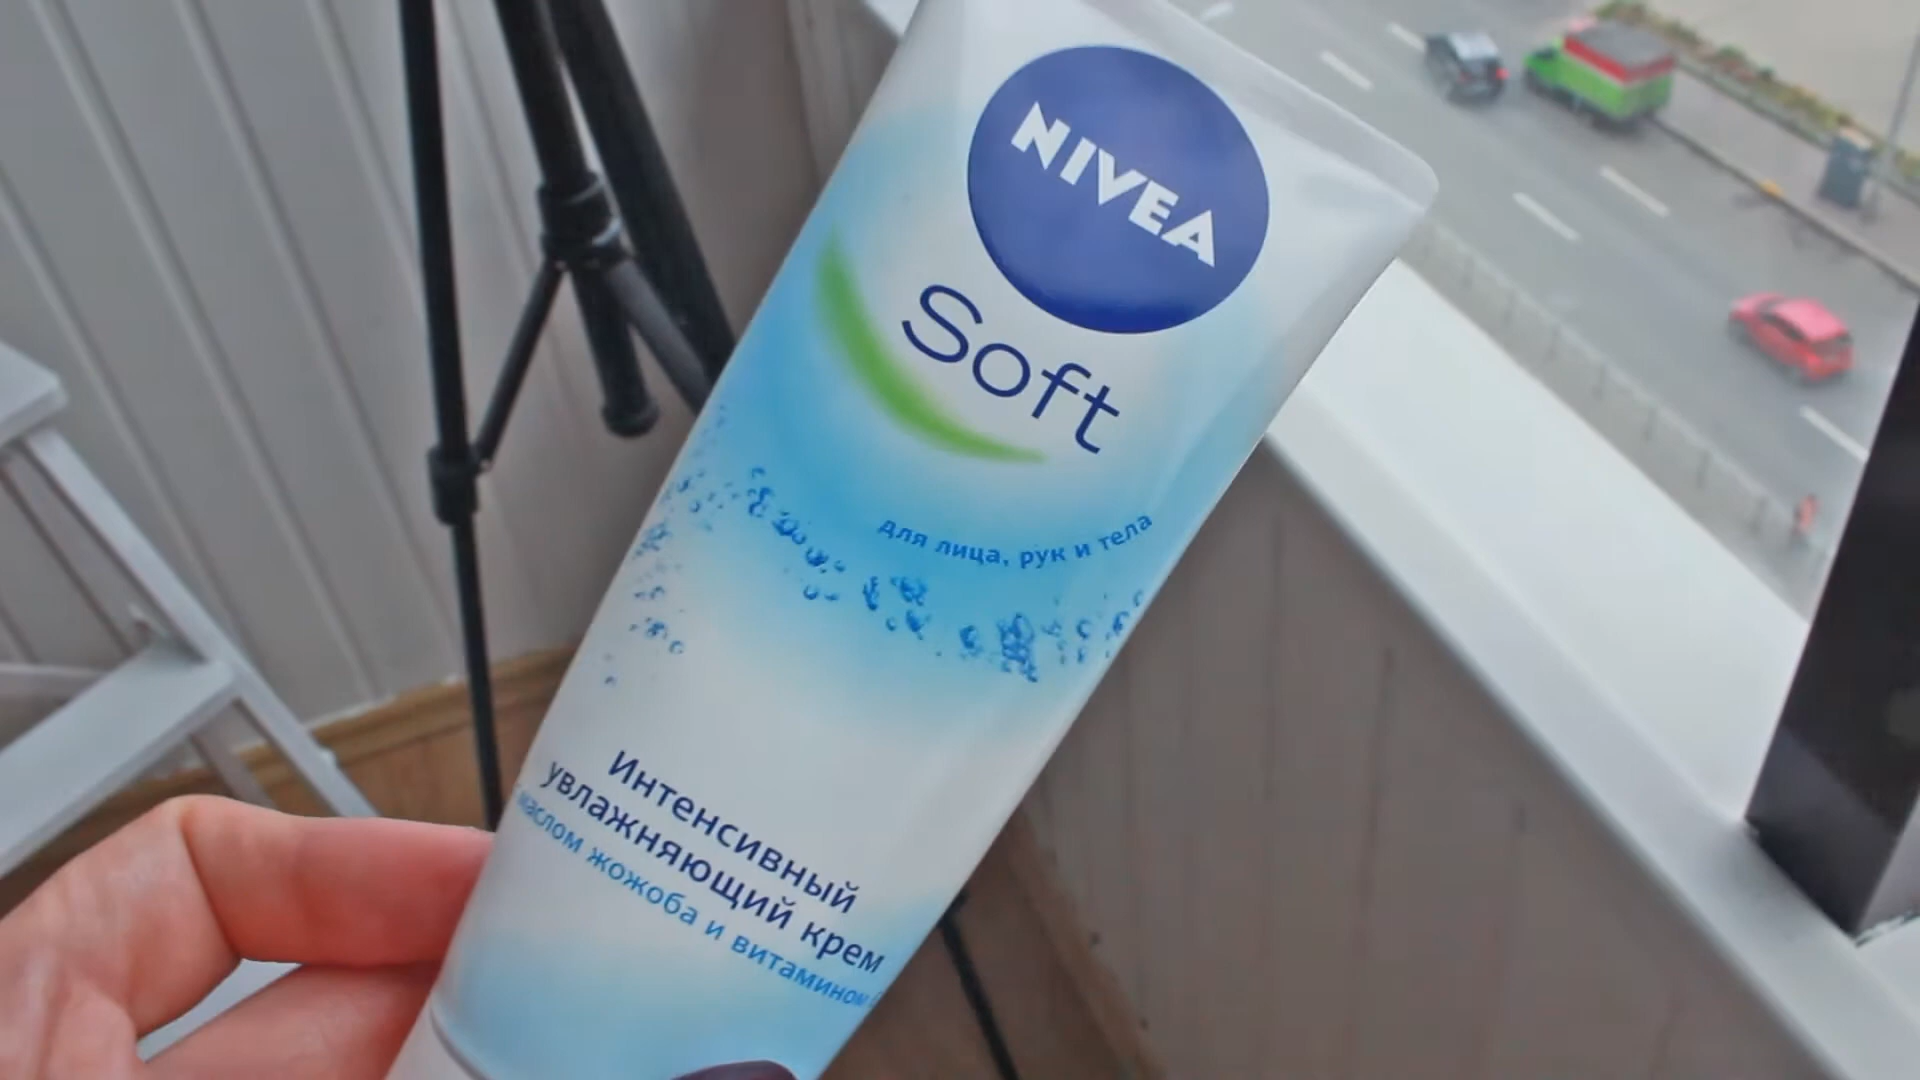 NIVEA
Soft
для лица, рук и тела
Интенсивный
увлажняющий крем
маслом жожоба и витамином